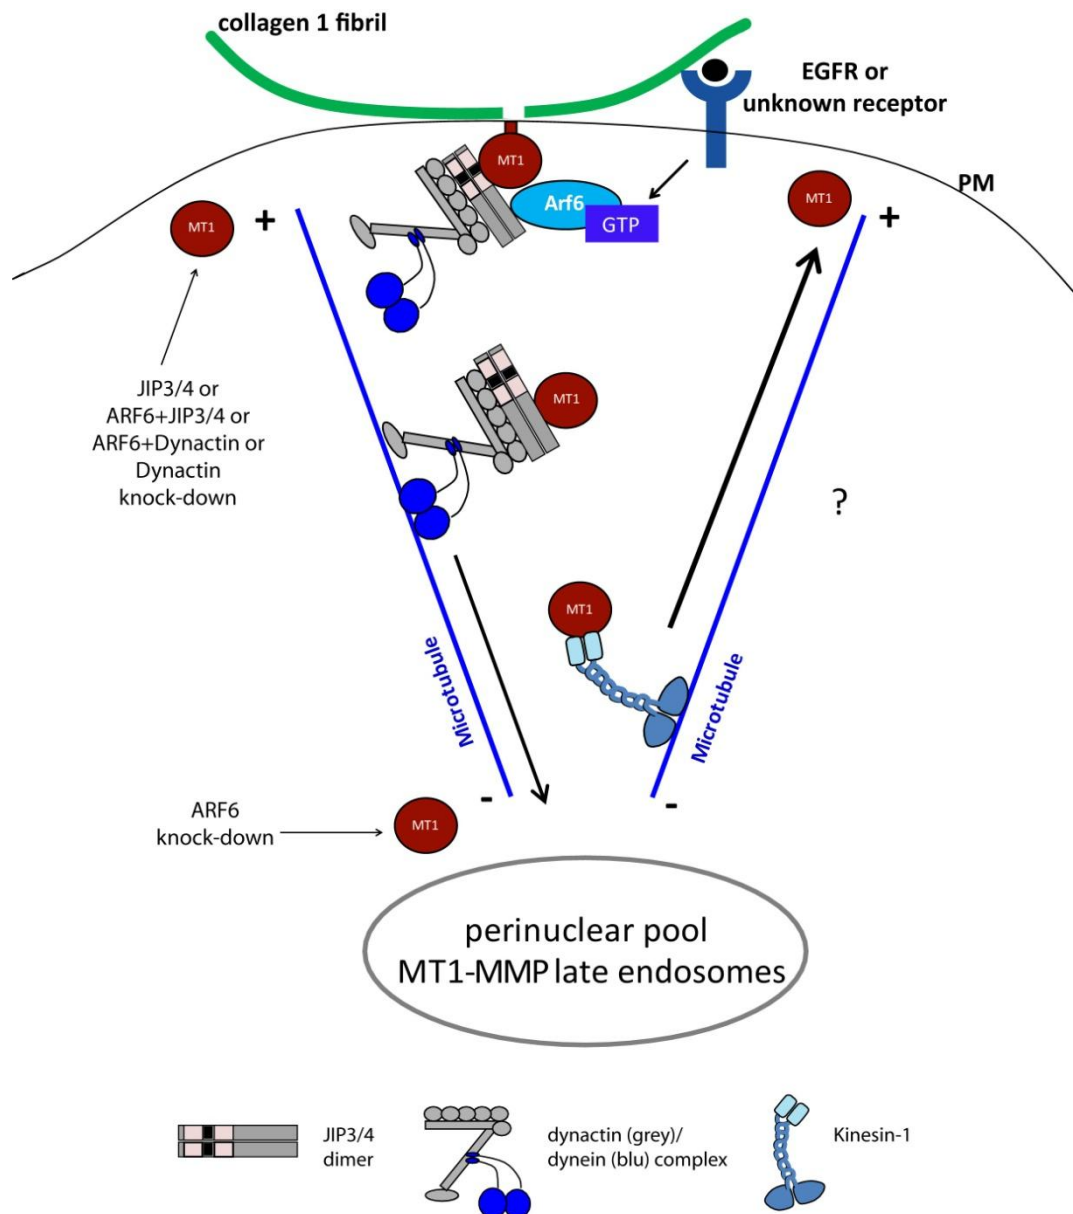 collagen 1 fibril
EGFR or
unknown receptor
MT1
Arf6
GTP
MT1
PM
MT1
+
+
JIP3/4 or
ARF6+JIP3/4 or
ARF6+Dynactin or
Dynactin
knock-down
MT1
?
MT1
Microtubule
Microtubule
-
-
ARF6
knock-down
MT1
perinuclear pool
MT1-MMP late endosomes
JIP3/4
dimer
dynactin (grey)/
dynein (blu) complex
Kinesin-1